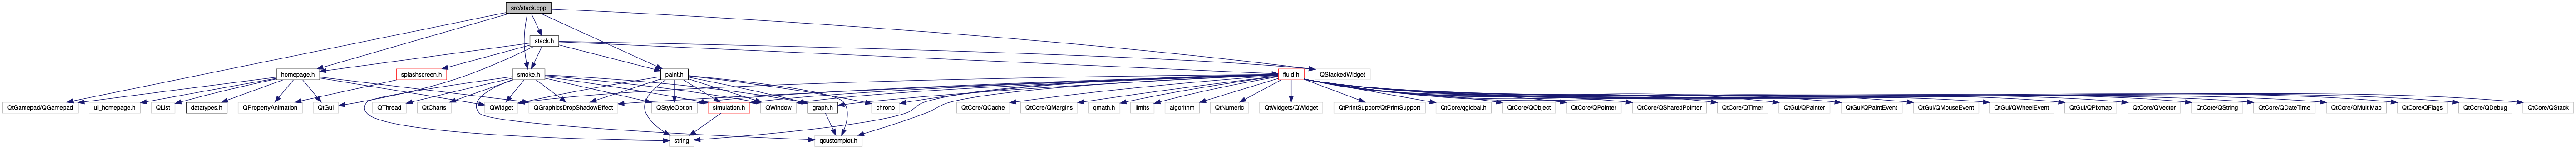 src/stack.cpp
stack.h
homepage.h
splashscreen.h
smoke.h
paint.h
fluid.h
QStackedWidget
QtGamepad/QGamepad
ui_homepage.h
QList
datatypes.h
QPropertyAnimation
QtGui
QThread
QtCharts
QWidget
QGraphicsDropShadowEffect
QStyleOption
simulation.h
QWindow
graph.h
chrono
QtCore/QCache
QtCore/QMargins
qmath.h
limits
algorithm
QtNumeric
QtWidgets/QWidget
QtPrintSupport/QtPrintSupport
QtCore/qglobal.h
QtCore/QObject
QtCore/QPointer
QtCore/QSharedPointer
QtCore/QTimer
QtGui/QPainter
QtGui/QPaintEvent
QtGui/QMouseEvent
QtGui/QWheelEvent
QtGui/QPixmap
QtCore/QVector
QtCore/QString
QtCore/QDateTime
QtCore/QMultiMap
QtCore/QFlags
QtCore/QDebug
QtCore/QStack
string
qcustomplot.h